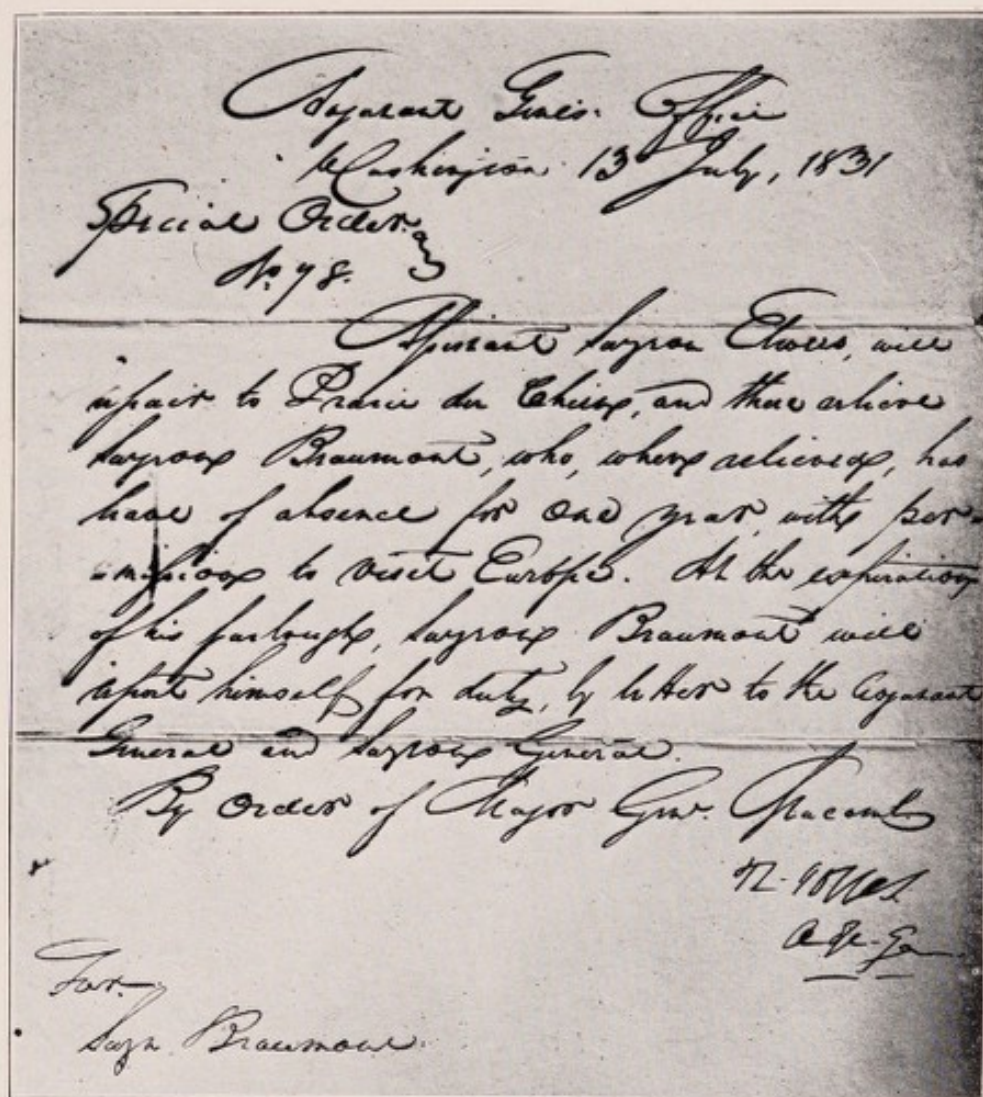 Adjutant Genls. Office
Washington 13 July, 1831
Special Order
No. 78.
Assistant Surgeon Elwes, will
repair to Prairie du Chien, and there relieve
Surgeon Beaumont, who, when relieved, has
leave of absence for one year, with per-
-mission to visit Europe. At the expiration
of his furlough, Surgeon Beaumont will
report himself for duty, by letter to the Adjutant
General and Surgeon General.
By Order of Major Genl. Macomb
R. Jones
Adj. Gen
For.
Surgn. Beaumont.